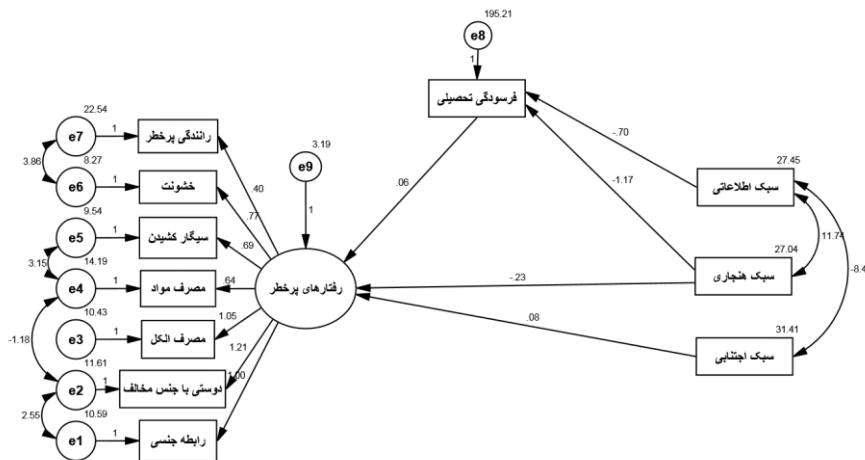 195.21
e8
1
فرسودگی تحصیلی
22.54
e7
1
رانندگی پرخطر
3.86
8.27
e6
1
خشونت
9.54
e5
1
سیگار کشیدن
3.15
14.19
e4
1
مصرف مواد
10.43
e3
1
مصرف الکل
-1.18
11.61
e2
1
دوستی با جنس مخالف
2.55
10.59
e1
1
رابطه جنسی
3.19
e9
1
.40
.77
.69
.64
1.05
1.21
1.00
رفتارهای پرخطر
.06
-.70
-1.17
-.23
.08
27.45
سبک اطلاعاتی
11.74
27.04
سبک هنجاری
-8.4
31.41
سبک اجتنابی